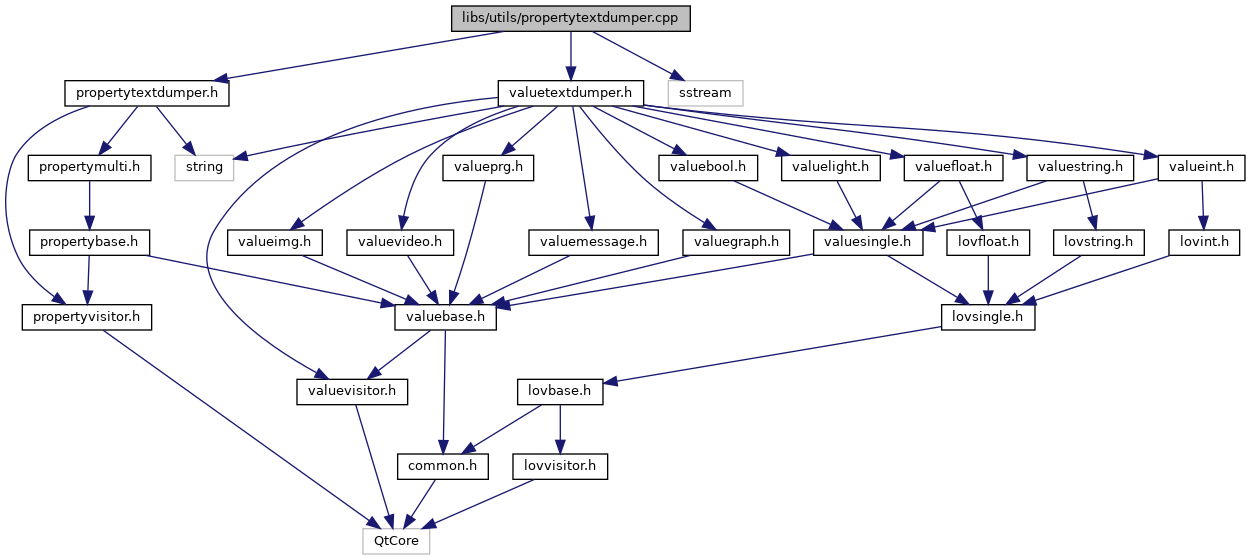 libs/utils/propertytextdumper.cpp
propertytextdumper.h
valuetextdumper.h
sstream
propertymulti.h
string
valueprg.h
valuebool.h
valuelight.h
valuefloat.h
valuestring.h
valueint.h
propertybase.h
valueimg.h
valuevideo.h
valuemessage.h
valuegraph.h
valuesingle.h
lovfloat.h
lovstring.h
lovint.h
propertyvisitor.h
valuebase.h
lovsingle.h
valuevisitor.h
lovbase.h
common.h
lovvisitor.h
QtCore